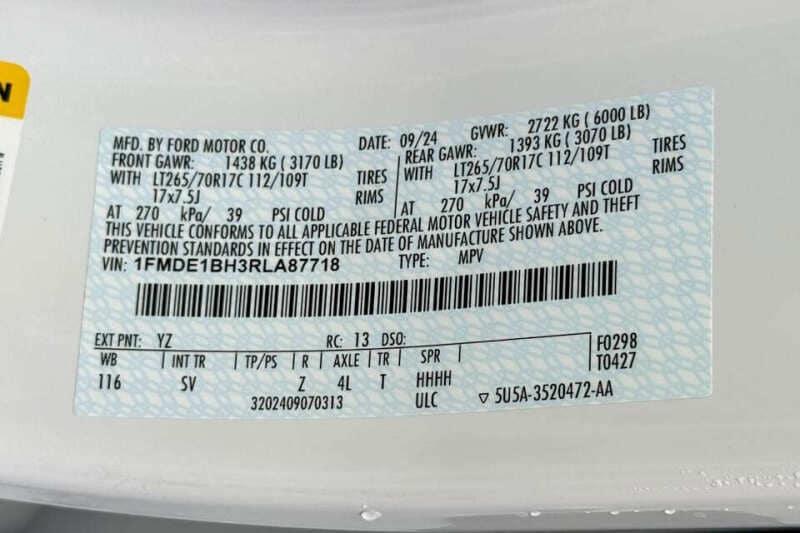 N
MFD. BY FORD MOTOR CO. DATE: 09/24 GVWR: 2722 KG (6000 LB)
FRONT GAWR: 1438 KG (3170 LB) REAR GAWR: 1393 KG (3070 LB)
WITH LT265/70R17C 112/109T TIRES WITH LT265/70R17C 112/109T TIRES
17x7.5J RIMS 17x7.5J RIMS
AT 270 kPa/ 39 PSI COLD AT 270 kPa/ 39 PSI COLD
THIS VEHICLE CONFORMS TO ALL APPLICABLE FEDERAL MOTOR VEHICLE SAFETY AND THEFT
PREVENTION STANDARDS IN EFFECT ON THE DATE OF MANUFACTURE SHOWN ABOVE.
VIN: 1FMDE1BH3RLA87718 TYPE: MPV
EXT PNT: YZ RC: 13 DSO: F0298
WB INT TR TP/PS R AXLE TR SPR T0427
116 SV Z 4L T HHHH
3202409070313 ULC ▽ 5U5A-3520472-AA